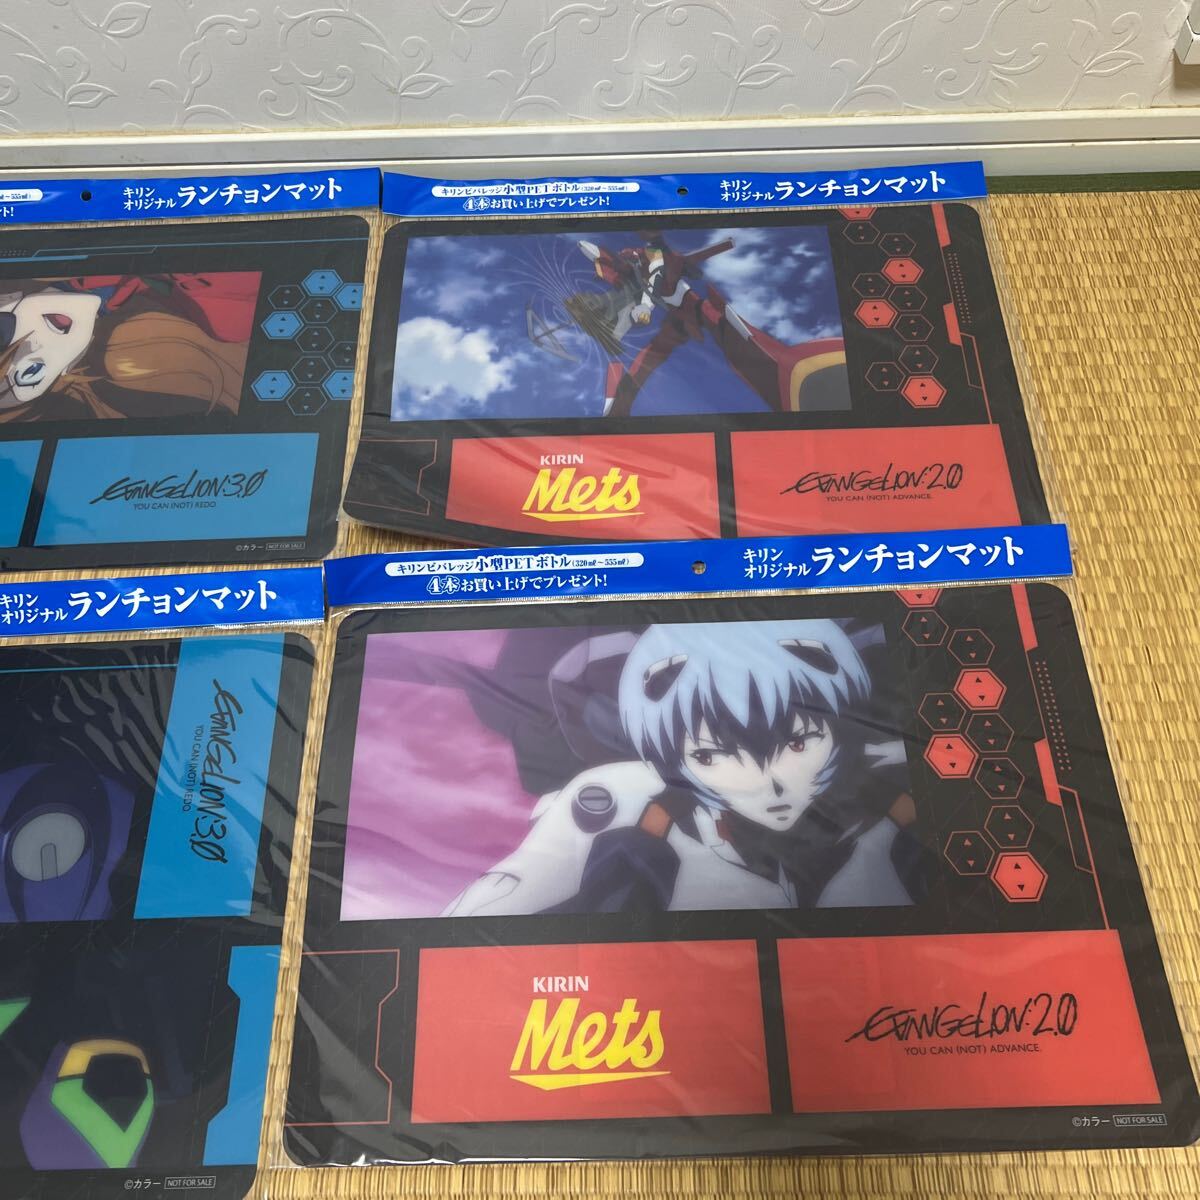 ml～555ml)
ント!
キリン
オリジナル ランチョンマット
キリンビバレッジ小型PETボトル(320ml～555ml)
4本お買い上げでプレゼント!
キリン
オリジナル ランチョンマット
EVANGELION:3.0
YOU CAN (NOT) REDO.
©カラー NOT FOR SALE
KIRIN
Mets
EVANGELION:2.0
YOU CAN (NOT) ADVANCE.
キリン
オリジナル ランチョンマット
キリンビバレッジ小型PETボトル(320ml～555ml)
4本お買い上げでプレゼント!
キリン
オリジナル ランチョンマット
EVANGELION:3.0
YOU CAN (NOT) REDO.
©カラー NOT FOR SALE
KIRIN
Mets
EVANGELION:2.0
YOU CAN (NOT) ADVANCE.
©カラー NOT FOR SALE